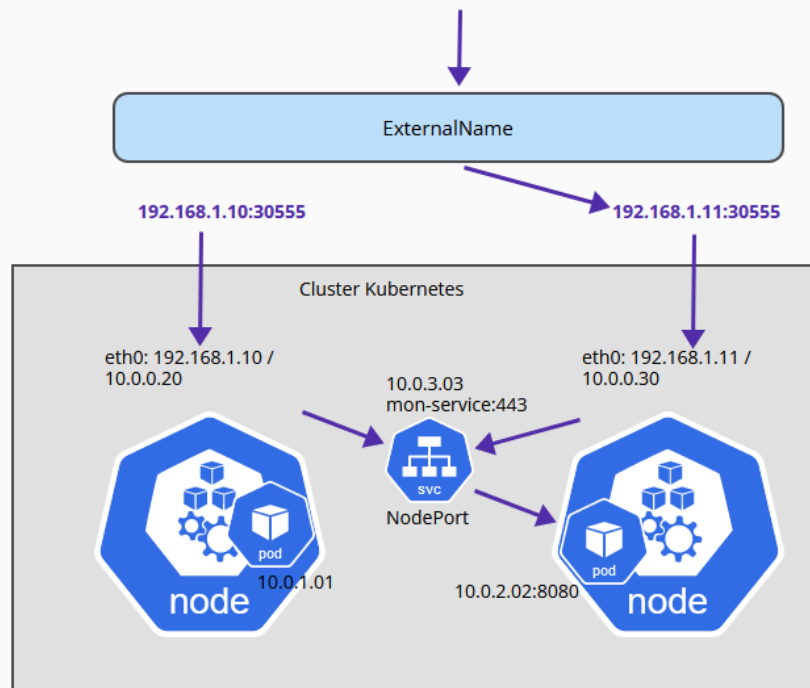 ExternalName
192.168.1.10:30555
192.168.1.11:30555
Cluster Kubernetes
eth0: 192.168.1.10 /
10.0.0.20
10.0.3.03
mon-service:443
eth0: 192.168.1.11 /
10.0.0.30
svc
NodePort
pod
10.0.1.01
node
pod
10.0.2.02:8080
node